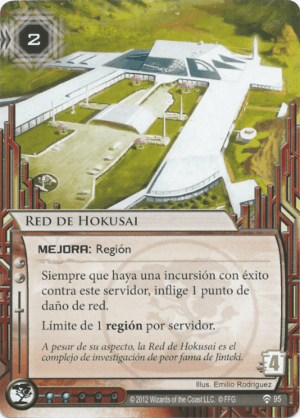 2
RED DE HOKUSAI
MEJORA: Región
Siempre que haya una incursión con éxito
contra este servidor, inflige 1 punto de
daño de red.
Límite de 1 región por servidor.
A pesar de su aspecto, la Red de Hokusai es el
complejo de investigación de peor fama de Jinteki.
4
Illus. Emilio Rodríguez
© 2012 Wizards of the Coast LLC. © FFG
95